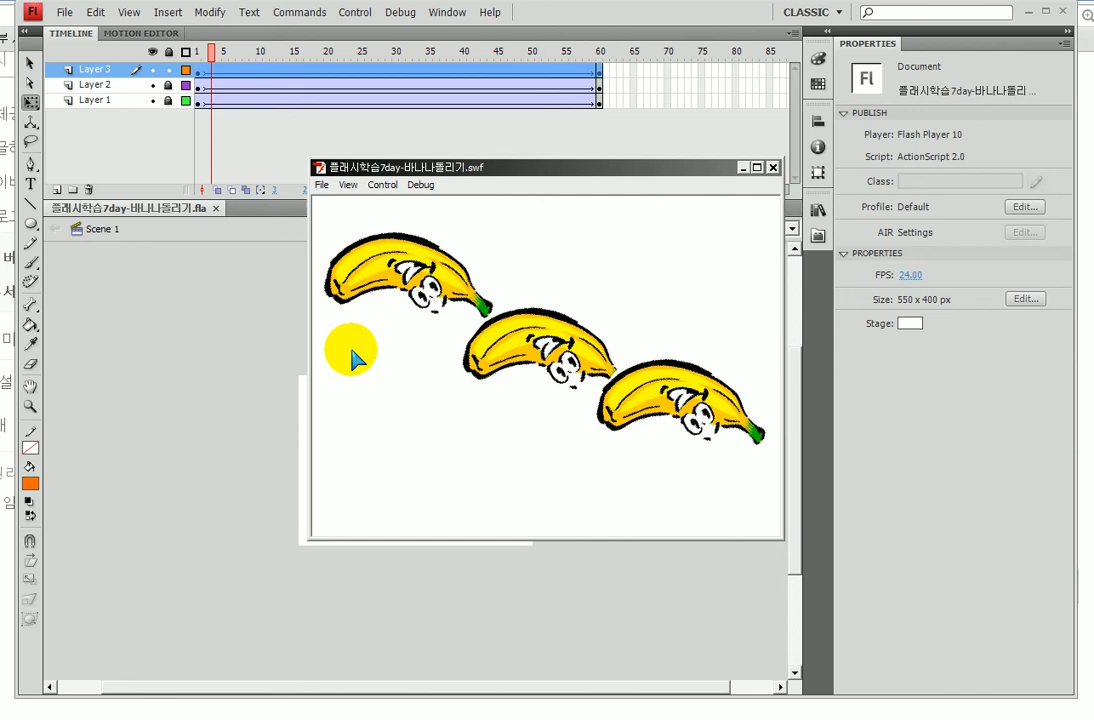 Fl File Edit View Insert Modify Text Commands Control Debug Window Help CLASSIC
TIMELINE MOTION EDITOR
1 5 10 15 20 25 30 35 40 45 50 55 60 65 70 75 80 85
Layer 3
Layer 2
Layer 1
3
플래시학습7day-바나나돌리기.fla
Scene 1
플래시학습7day-바나나돌리기.swf
File View Control Debug
PROPERTIES
Fl
Document
플래시학습7day-바나나돌리 ...
PUBLISH
Player: Flash Player 10
Script: ActionScript 2.0
Class:
Profile: Default Edit...
AIR Settings Edit...
PROPERTIES
FPS: 24.00
Size: 550 x 400 px Edit...
Stage:
T